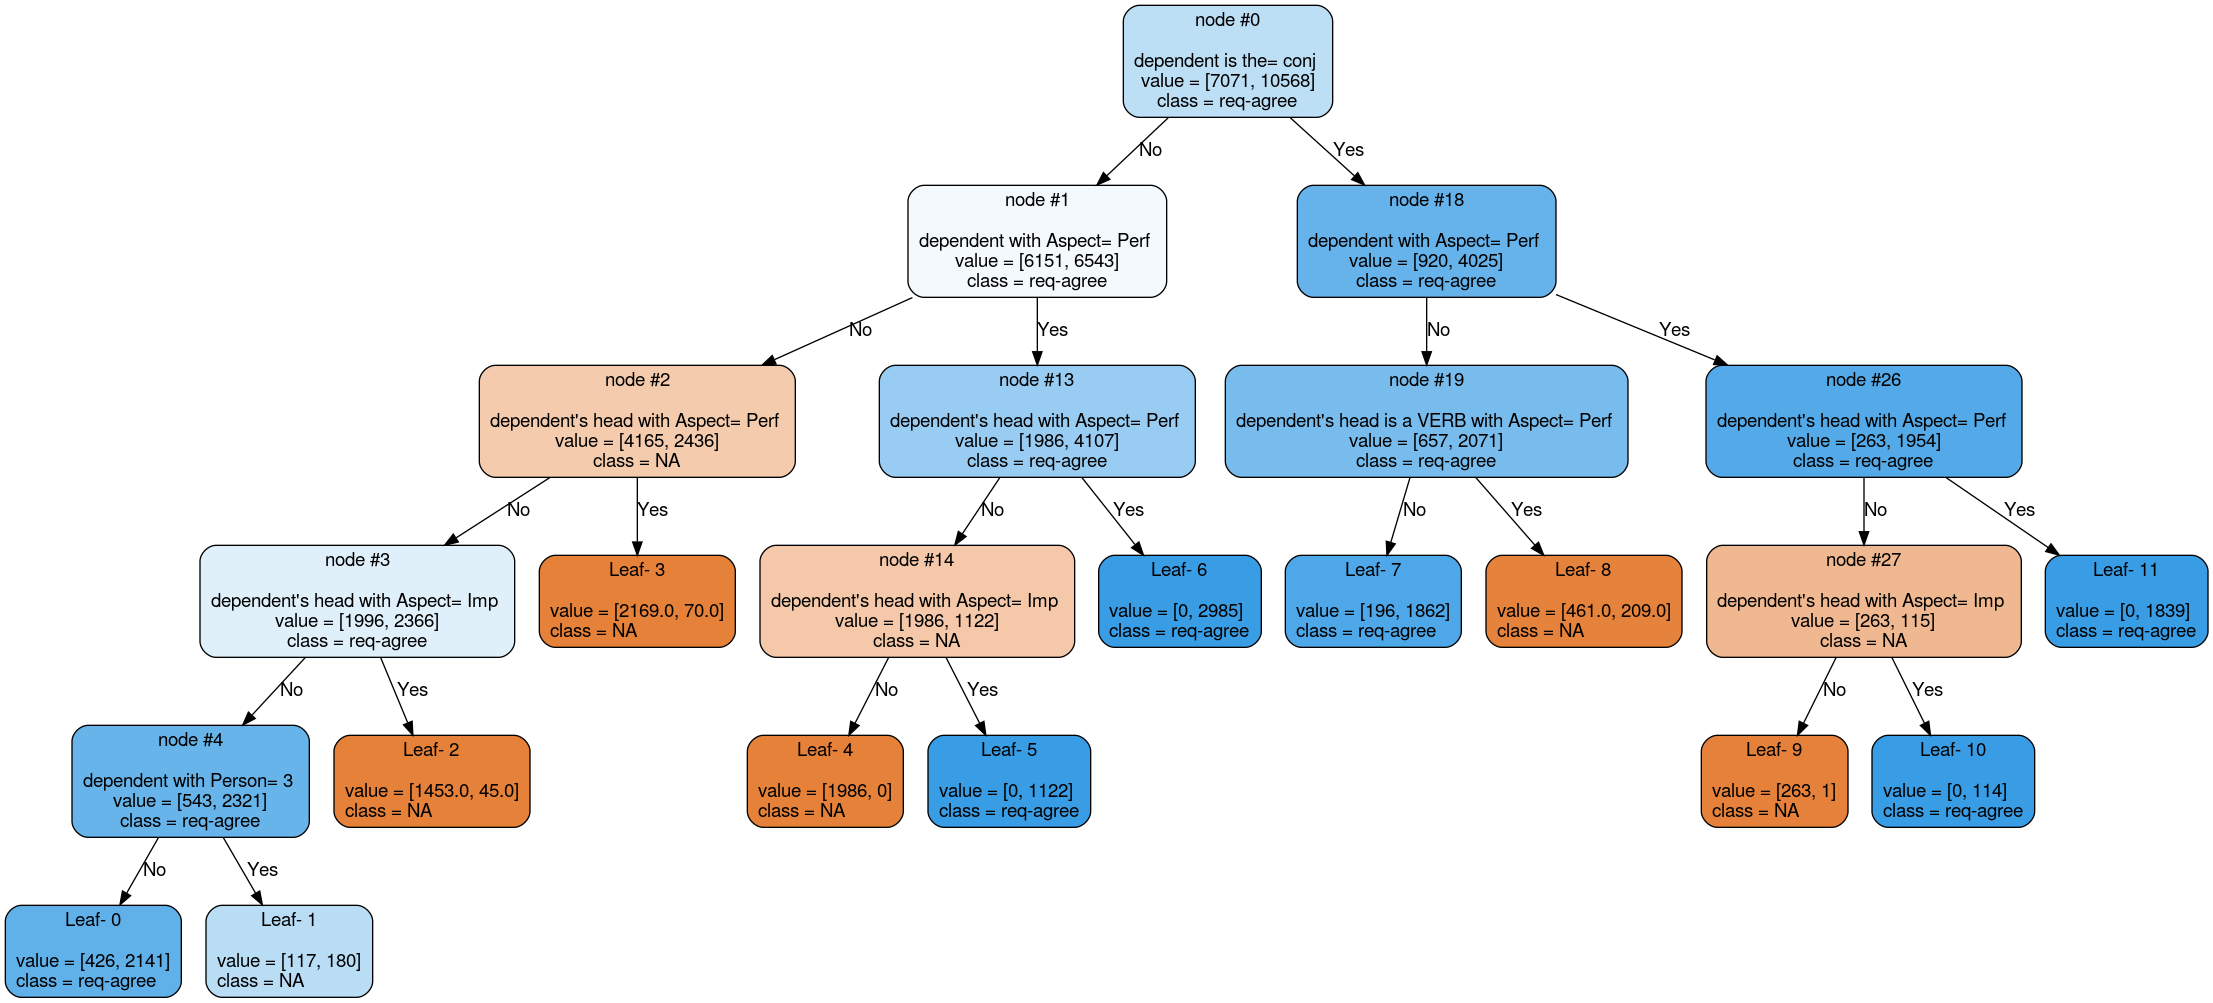 node #0
dependent is the= conj
value = [7071, 10568]
class = req-agree
No
Yes
node #1
dependent with Aspect= Perf
value = [6151, 6543]
class = req-agree
node #18
dependent with Aspect= Perf
value = [920, 4025]
class = req-agree
No
Yes
No
Yes
node #2
dependent's head with Aspect= Perf
value = [4165, 2436]
class = NA
node #13
dependent's head with Aspect= Perf
value = [1986, 4107]
class = req-agree
node #19
dependent's head is a VERB with Aspect= Perf
value = [657, 2071]
class = req-agree
node #26
dependent's head with Aspect= Perf
value = [263, 1954]
class = req-agree
No
Yes
No
Yes
No
Yes
No
Yes
node #3
dependent's head with Aspect= Imp
value = [1996, 2366]
class = req-agree
Leaf- 3
value = [2169.0, 70.0]
class = NA
node #14
dependent's head with Aspect= Imp
value = [1986, 1122]
class = NA
Leaf- 6
value = [0, 2985]
class = req-agree
Leaf- 7
value = [196, 1862]
class = req-agree
Leaf- 8
value = [461.0, 209.0]
class = NA
node #27
dependent's head with Aspect= Imp
value = [263, 115]
class = NA
Leaf- 11
value = [0, 1839]
class = req-agree
No
Yes
No
Yes
No
Yes
node #4
dependent with Person= 3
value = [543, 2321]
class = req-agree
Leaf- 2
value = [1453.0, 45.0]
class = NA
Leaf- 4
value = [1986, 0]
class = NA
Leaf- 5
value = [0, 1122]
class = req-agree
Leaf- 9
value = [263, 1]
class = NA
Leaf- 10
value = [0, 114]
class = req-agree
No
Yes
Leaf- 0
value = [426, 2141]
class = req-agree
Leaf- 1
value = [117, 180]
class = NA